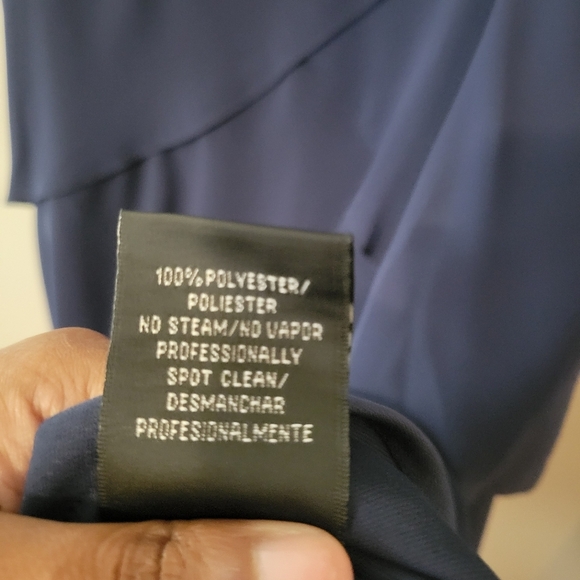 100% POLYESTER/
POLIESTER
NO STEAM/NO VAPOR
PROFESSIONALLY
SPOT CLEAN/
DESMANCHAR
PROFESIONALMENTE